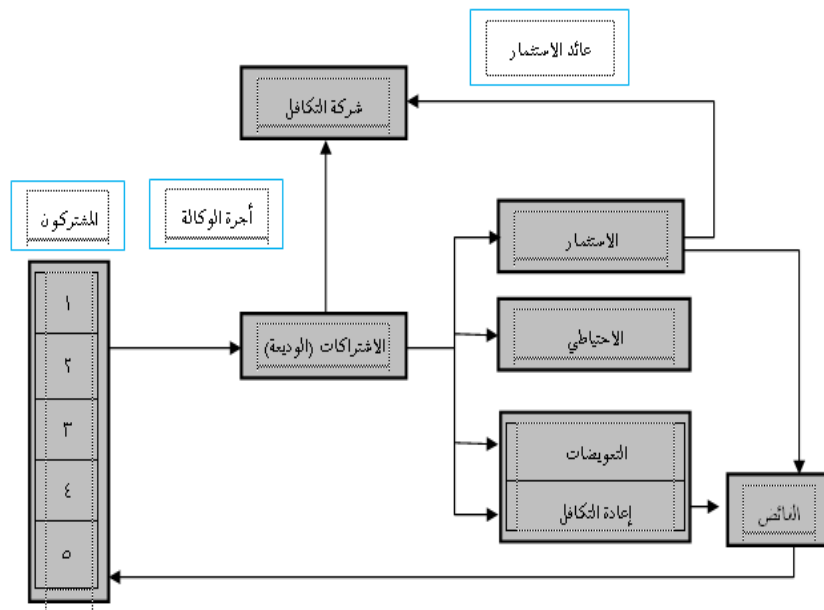 عائد الاستثمار
شركة التكافل
المشتركون
أجرة الوكالة
الاستثمار
١
الاحتياطي
الاشتراكات (الوديعة)
٢
٣
التعويضات
٤
إعادة التكافل
الفائض
٥